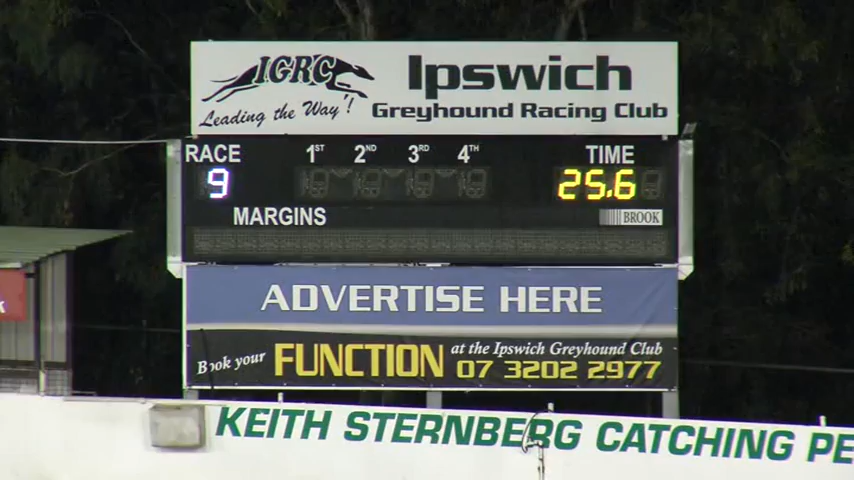 IGRC
Leading the Way!
Ipswich
Greyhound Racing Club
RACE 1ST 2ND 3RD 4TH TIME
9 25.6
MARGINS BROOK
ADVERTISE HERE
Book your FUNCTION at the Ipswich Greyhound Club
07 3202 2977
KEITH STERNBERG CATCHING PE